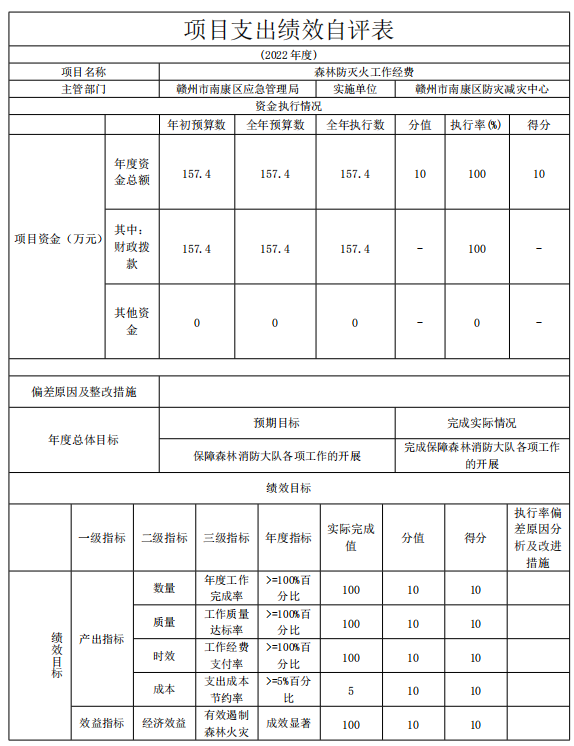 项目支出绩效自评表
(2022 年度)
项目名称 森林防灭火工作经费
主管部门 赣州市南康区应急管理局 实施单位 赣州市南康区防灾减灾中心
资金执行情况
年初预算数 全年预算数 全年执行数 分值 执行率(%) 得分
项目资金（万元）
年度资
金总额
157.4 157.4 157.4 10 100 10
其中:
财政拨
款
157.4 157.4 157.4 - 100 -
其他资
金
0 0 0 - 0 -
偏差原因及整改措施
年度总体目标
预期目标 完成实际情况
保障森林消防大队各项工作的开展
完成保障森林消防大队各项工作
的开展
绩效目标
一级指标 二级指标 三级指标 年度指标
实际完成
值
分值 得分
执行率偏
差原因分
析及改进
措施
绩效目标
产出指标
数量
年度工作
完成率
>=100%百
分比
100 10 10
质量
工作质量
达标率
>=100%百
分比
100 10 10
时效
工作经费
支付率
>=100%百
分比
100 10 10
成本
支出成本
节约率
>=5%百分
比
5 10 10
效益指标 经济效益
有效遏制
森林火灾
成效显著 100 10 10